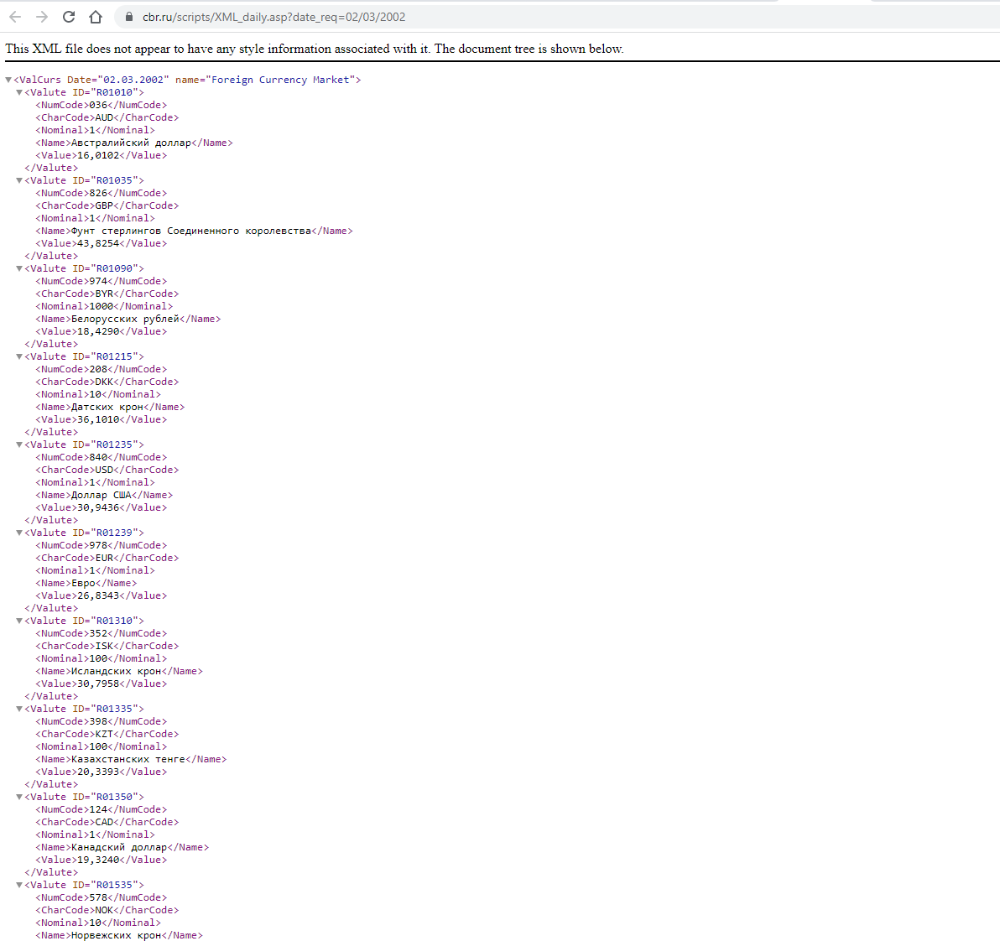 cbr.ru/scripts/XML_daily.asp?date_req=02/03/2002
This XML file does not appear to have any style information associated with it. The document tree is shown below.
▼<ValCurs Date="02.03.2002" name="Foreign Currency Market">
▼<Valute ID="R01010">
<NumCode>036</NumCode>
<CharCode>AUD</CharCode>
<Nominal>1</Nominal>
<Name>Австралийский доллар</Name>
<Value>16,0102</Value>
</Valute>
▼<Valute ID="R01035">
<NumCode>826</NumCode>
<CharCode>GBP</CharCode>
<Nominal>1</Nominal>
<Name>Фунт стерлингов Соединенного королевства</Name>
<Value>43,8254</Value>
</Valute>
▼<Valute ID="R01090">
<NumCode>974</NumCode>
<CharCode>BYR</CharCode>
<Nominal>1000</Nominal>
<Name>Белорусских рублей</Name>
<Value>18,4290</Value>
</Valute>
▼<Valute ID="R01215">
<NumCode>208</NumCode>
<CharCode>DKK</CharCode>
<Nominal>10</Nominal>
<Name>Датских крон</Name>
<Value>36,1010</Value>
</Valute>
▼<Valute ID="R01235">
<NumCode>840</NumCode>
<CharCode>USD</CharCode>
<Nominal>1</Nominal>
<Name>Доллар США</Name>
<Value>30,9436</Value>
</Valute>
▼<Valute ID="R01239">
<NumCode>978</NumCode>
<CharCode>EUR</CharCode>
<Nominal>1</Nominal>
<Name>Евро</Name>
<Value>26,8343</Value>
</Valute>
▼<Valute ID="R01310">
<NumCode>352</NumCode>
<CharCode>ISK</CharCode>
<Nominal>100</Nominal>
<Name>Исландских крон</Name>
<Value>30,7958</Value>
</Valute>
▼<Valute ID="R01335">
<NumCode>398</NumCode>
<CharCode>KZT</CharCode>
<Nominal>100</Nominal>
<Name>Казахстанских тенге</Name>
<Value>20,3393</Value>
</Valute>
▼<Valute ID="R01350">
<NumCode>124</NumCode>
<CharCode>CAD</CharCode>
<Nominal>1</Nominal>
<Name>Канадский доллар</Name>
<Value>19,3240</Value>
</Valute>
▼<Valute ID="R01535">
<NumCode>578</NumCode>
<CharCode>NOK</CharCode>
<Nominal>10</Nominal>
<Name>Норвежских крон</Name>